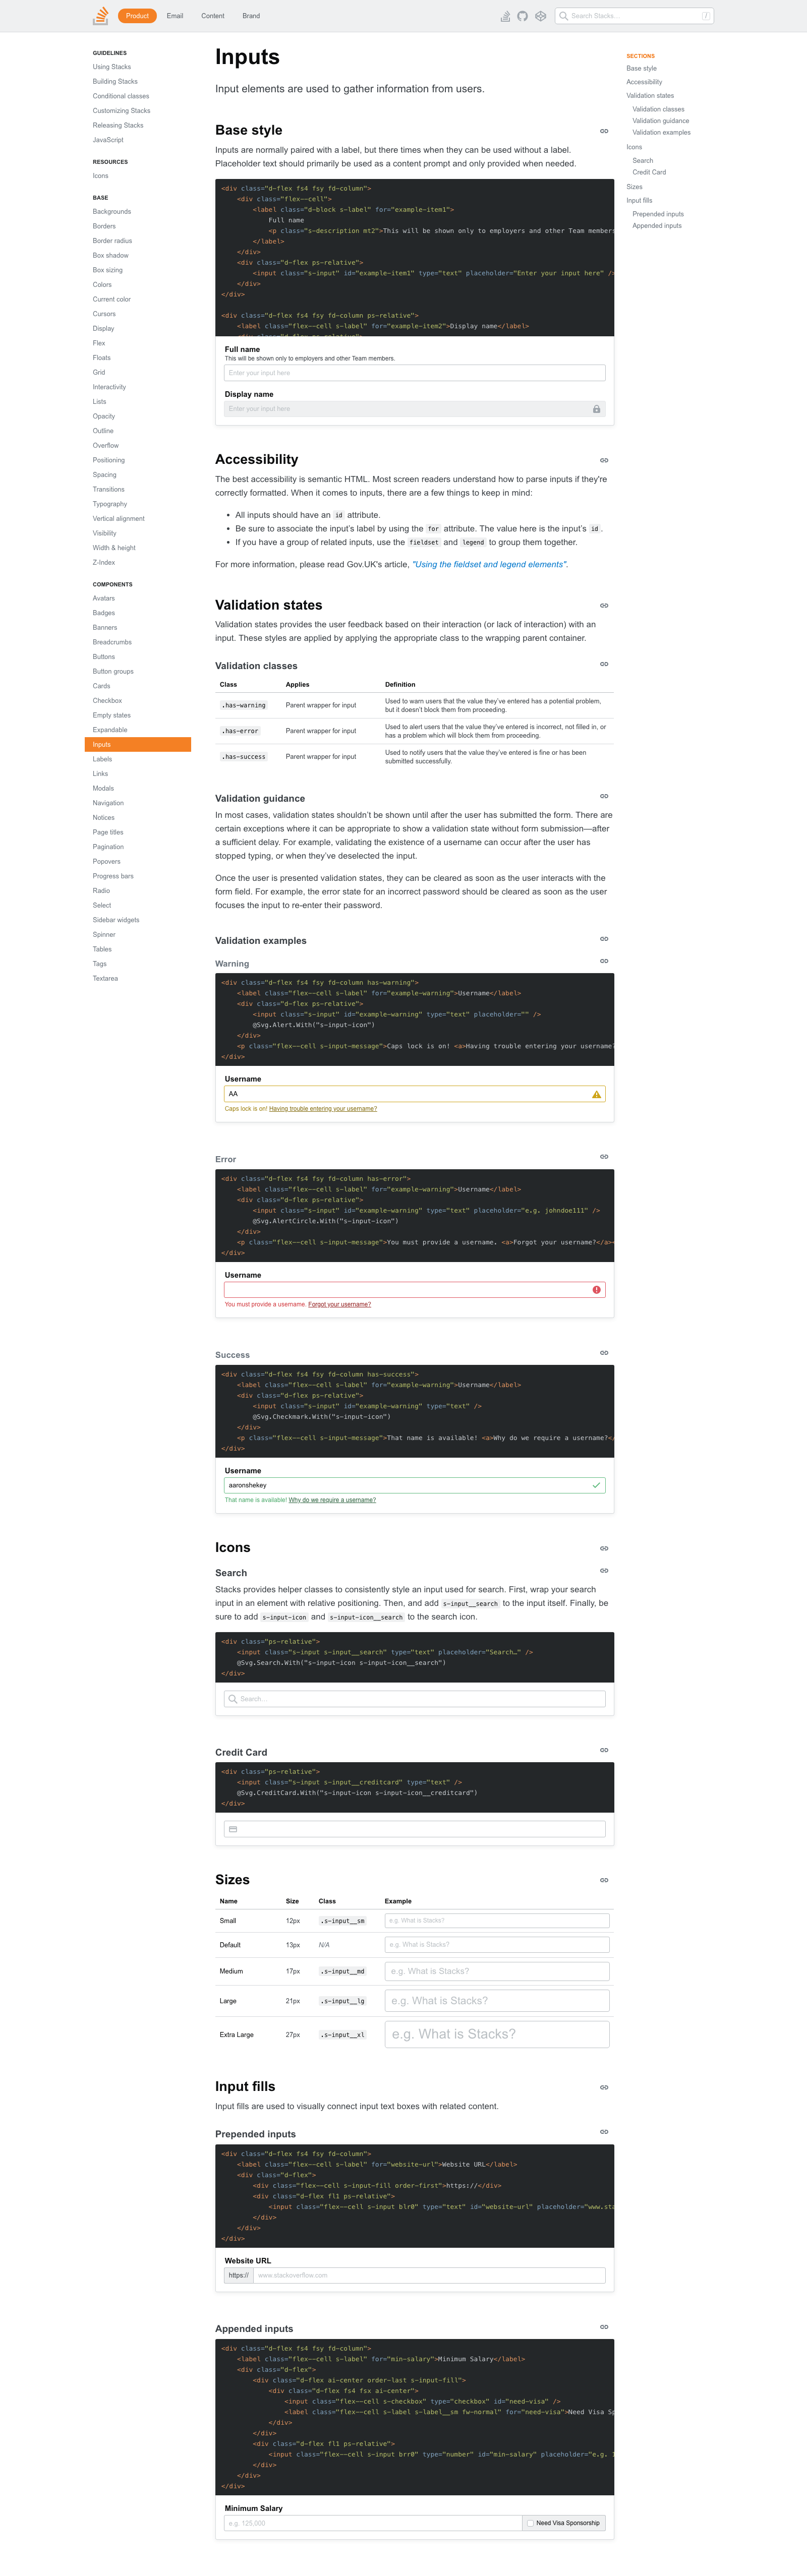 Product Email Content Brand
Search Stacks… /
GUIDELINES
Using Stacks
Building Stacks
Conditional classes
Customizing Stacks
Releasing Stacks
JavaScript
RESOURCES
Icons
BASE
Backgrounds
Borders
Border radius
Box shadow
Box sizing
Colors
Current color
Cursors
Display
Flex
Floats
Grid
Interactivity
Lists
Opacity
Outline
Overflow
Positioning
Spacing
Transitions
Typography
Vertical alignment
Visibility
Width & height
Z-Index
COMPONENTS
Avatars
Badges
Banners
Breadcrumbs
Buttons
Button groups
Cards
Checkbox
Empty states
Expandable
Inputs
Labels
Links
Modals
Navigation
Notices
Page titles
Pagination
Popovers
Progress bars
Radio
Select
Sidebar widgets
Spinner
Tables
Tags
Textarea
Inputs
Input elements are used to gather information from users.
Base style
Inputs are normally paired with a label, but there times when they can be used without a label.
Placeholder text should primarily be used as a content prompt and only provided when needed.
<div class="d-flex fs4 fsy fd-column">
<div class="flex--cell">
<label class="d-block s-label" for="example-item1">
Full name
<p class="s-description mt2">This will be shown only to employers and other Team members
</label>
</div>
<div class="d-flex ps-relative">
<input class="s-input" id="example-item1" type="text" placeholder="Enter your input here" />
</div>
</div>
<div class="d-flex fs4 fsy fd-column ps-relative">
<label class="flex--cell s-label" for="example-item2">Display name</label>
<div class="d-flex ps-relative">
Full name
This will be shown only to employers and other Team members.
Enter your input here
Display name
Enter your input here
Accessibility
The best accessibility is semantic HTML. Most screen readers understand how to parse inputs if they're
correctly formatted. When it comes to inputs, there are a few things to keep in mind:
• All inputs should have an id attribute.
• Be sure to associate the input's label by using the for attribute. The value here is the input's id .
• If you have a group of related inputs, use the fieldset and legend to group them together.
For more information, please read Gov.UK's article, "Using the fieldset and legend elements".
Validation states
Validation states provides the user feedback based on their interaction (or lack of interaction) with an
input. These styles are applied by applying the appropriate class to the wrapping parent container.
Validation classes
Class Applies Definition
.has-warning Parent wrapper for input Used to warn users that the value they've entered has a potential problem,
but it doesn't block them from proceeding.
.has-error Parent wrapper for input Used to alert users that the value they've entered is incorrect, not filled in, or
has a problem which will block them from proceeding.
.has-success Parent wrapper for input Used to notify users that the value they've entered is fine or has been
submitted successfully.
Validation guidance
In most cases, validation states shouldn't be shown until after the user has submitted the form. There are
certain exceptions where it can be appropriate to show a validation state without form submission—after
a sufficient delay. For example, validating the existence of a username can occur after the user has
stopped typing, or when they've deselected the input.
Once the user is presented validation states, they can be cleared as soon as the user interacts with the
form field. For example, the error state for an incorrect password should be cleared as soon as the user
focuses the input to re-enter their password.
Validation examples
Warning
<div class="d-flex fs4 fsy fd-column has-warning">
<label class="flex--cell s-label" for="example-warning">Username</label>
<div class="d-flex ps-relative">
<input class="s-input" id="example-warning" type="text" placeholder="" />
@Svg.Alert.With("s-input-icon")
</div>
<p class="flex--cell s-input-message">Caps lock is on! <a>Having trouble entering your username?
</div>
Username
AA
Caps lock is on! Having trouble entering your username?
Error
<div class="d-flex fs4 fsy fd-column has-error">
<label class="flex--cell s-label" for="example-warning">Username</label>
<div class="d-flex ps-relative">
<input class="s-input" id="example-warning" type="text" placeholder="e.g. johndoe111" />
@Svg.AlertCircle.With("s-input-icon")
</div>
<p class="flex--cell s-input-message">You must provide a username. <a>Forgot your username?</a><
</div>
Username
You must provide a username. Forgot your username?
Success
<div class="d-flex fs4 fsy fd-column has-success">
<label class="flex--cell s-label" for="example-warning">Username</label>
<div class="d-flex ps-relative">
<input class="s-input" id="example-warning" type="text" />
@Svg.Checkmark.With("s-input-icon")
</div>
<p class="flex--cell s-input-message">That name is available! <a>Why do we require a username?</
</div>
Username
aaronshekey
That name is available! Why do we require a username?
Icons
Search
Stacks provides helper classes to consistently style an input used for search. First, wrap your search
input in an element with relative positioning. Then, and add s-input__search to the input itself. Finally, be
sure to add s-input-icon and s-input-icon__search to the search icon.
<div class="ps-relative">
<input class="s-input s-input__search" type="text" placeholder="Search…" />
@Svg.Search.With("s-input-icon s-input-icon__search")
</div>
Search…
Credit Card
<div class="ps-relative">
<input class="s-input s-input__creditcard" type="text" />
@Svg.CreditCard.With("s-input-icon s-input-icon__creditcard")
</div>
Sizes
Name Size Class Example
Small 12px .s-input__sm e.g. What is Stacks?
Default 13px N/A e.g. What is Stacks?
Medium 17px .s-input__md e.g. What is Stacks?
Large 21px .s-input__lg e.g. What is Stacks?
Extra Large 27px .s-input__xl e.g. What is Stacks?
Input fills
Input fills are used to visually connect input text boxes with related content.
Prepended inputs
<div class="d-flex fs4 fsy fd-column">
<label class="flex--cell s-label" for="website-url">Website URL</label>
<div class="d-flex">
<div class="flex--cell s-input-fill order-first">https://</div>
<div class="d-flex fl1 ps-relative">
<input class="flex--cell s-input blr0" type="text" id="website-url" placeholder="www.sta
</div>
</div>
</div>
Website URL
https:// www.stackoverflow.com
Appended inputs
<div class="d-flex fs4 fsy fd-column">
<label class="flex--cell s-label" for="min-salary">Minimum Salary</label>
<div class="d-flex">
<div class="d-flex ai-center order-last s-input-fill">
<div class="d-flex fs4 fsx ai-center">
<input class="flex--cell s-checkbox" type="checkbox" id="need-visa" />
<label class="flex--cell s-label s-label__sm fw-normal" for="need-visa">Need Visa Sp
</div>
</div>
<div class="d-flex fl1 ps-relative">
<input class="flex--cell s-input brr0" type="number" id="min-salary" placeholder="e.g. 1
</div>
</div>
</div>
Minimum Salary
e.g. 125,000 Need Visa Sponsorship
SECTIONS
Base style
Accessibility
Validation states
Validation classes
Validation guidance
Validation examples
Icons
Search
Credit Card
Sizes
Input fills
Prepended inputs
Appended inputs